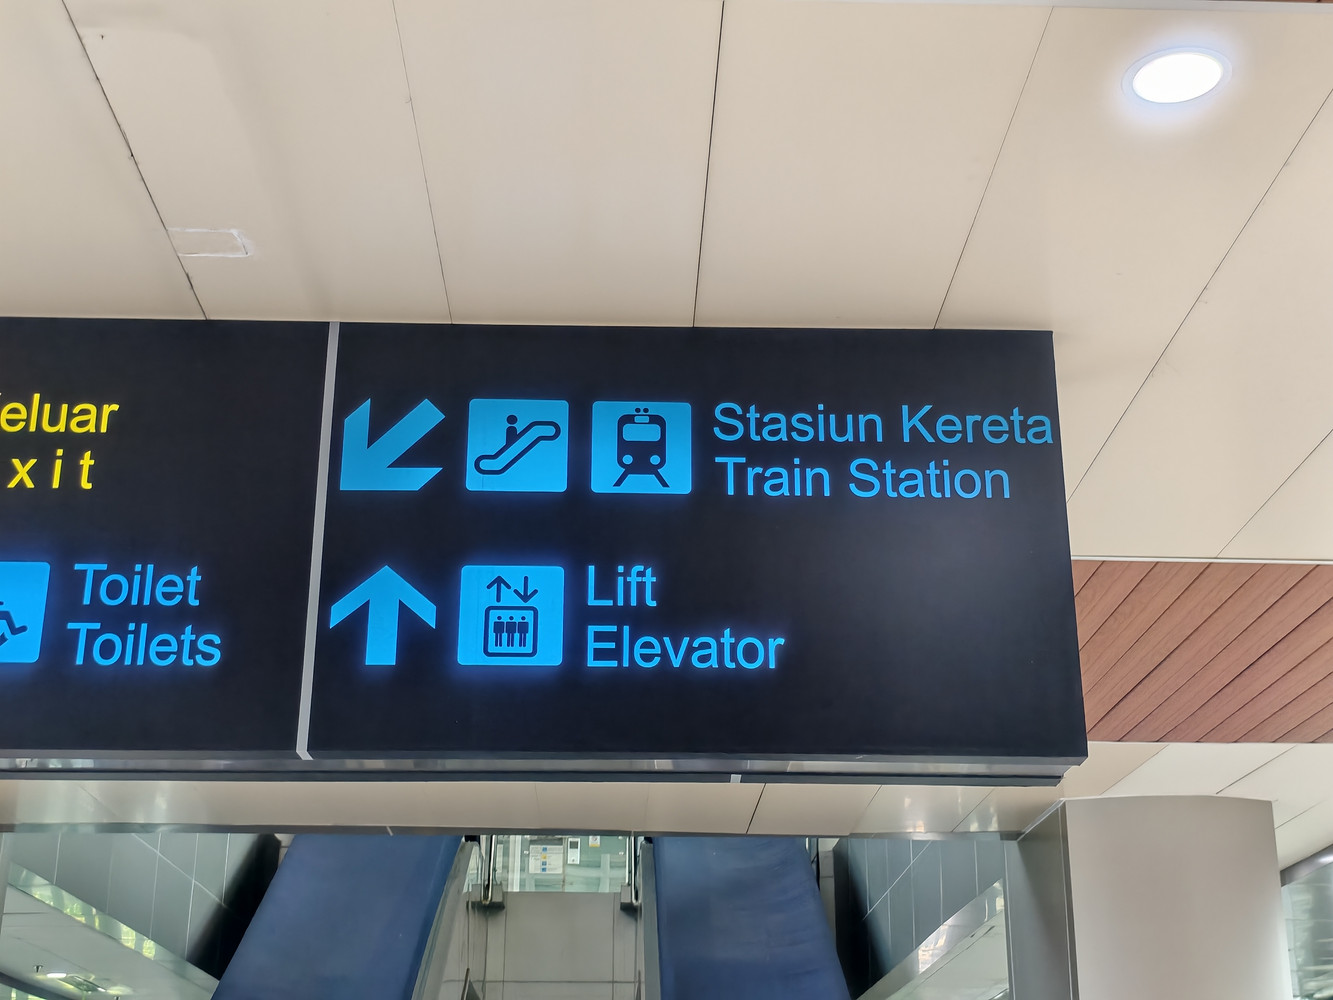 eluar
xit
Toilet
Toilets
Stasiun Kereta
Train Station
Lift
Elevator